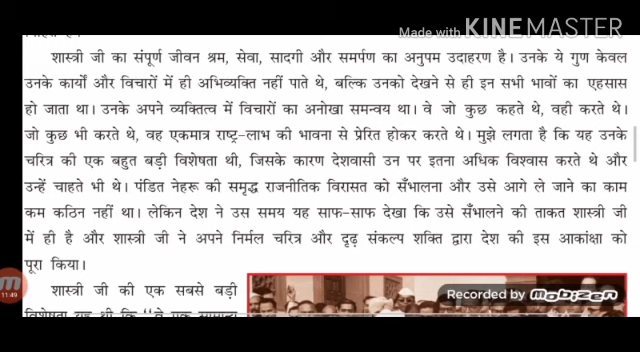 Made with KINEMASTER
शास्त्री जी का संपूर्ण जीवन श्रम, सेवा, सादगी और समर्पण का अनुपम उदाहरण है। उनके ये गुण केवल
उनके कार्यों और विचारों में ही अभिव्यक्ति नहीं पाते थे, बल्कि उनको देखने से ही इन सभी भावों का एहसास
हो जाता था। उनके अपने व्यक्तित्व में विचारों का अनोखा समन्वय था। वे जो कुछ कहते थे, वही करते थे।
जो कुछ भी करते थे, वह एकमात्र राष्ट्र-लाभ की भावना से प्रेरित होकर करते थे। मुझे लगता है कि यह उनके
चरित्र की एक बहुत बड़ी विशेषता थी, जिसके कारण देशवासी उन पर इतना अधिक विश्वास करते थे और
उन्हें चाहते भी थे। पंडित नेहरू की समृद्ध राजनीतिक विरासत को सँभालना और उसे आगे ले जाने का काम
कम कठिन नहीं था। लेकिन देश ने उस समय यह साफ-साफ देखा कि उसे सँभालने की ताकत शास्त्री जी
में ही है और शास्त्री जी ने अपने निर्मल चरित्र और दृढ़ संकल्प शक्ति द्वारा देश की इस आकांक्षा को
पूरा किया।
11:49
शास्त्री जी की एक सबसे बड़ी
Recorded by mobizen
विशेषता यह थी कि "वे एक सामान्य